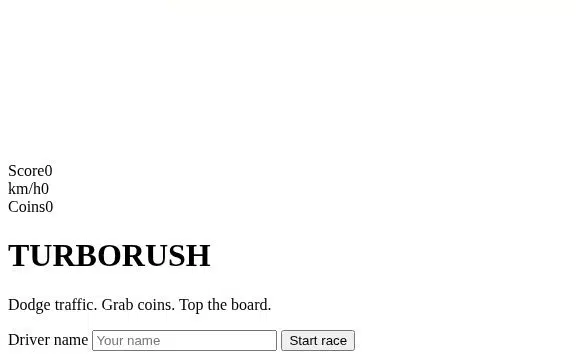 Score0
km/h0
Coins0
TURBORUSH
Dodge traffic. Grab coins. Top the board.
Driver name Your name Start race